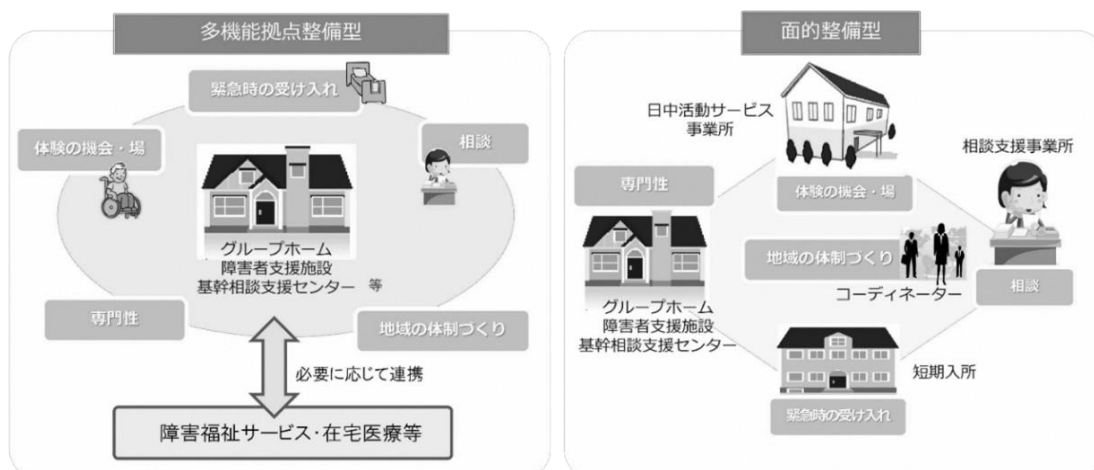 多機能拠点整備型
緊急時の受け入れ
体験の機会・場
相談
グループホーム
障害者支援施設
基幹相談支援センター 等
専門性
地域の体制づくり
必要に応じて連携
障害福祉サービス・在宅医療等
面的整備型
日中活動サービス
事業所
相談支援事業所
専門性
体験の機会・場
地域の体制づくり
コーディネーター
相談
グループホーム
障害者支援施設
基幹相談支援センター
短期入所
緊急時の受け入れ